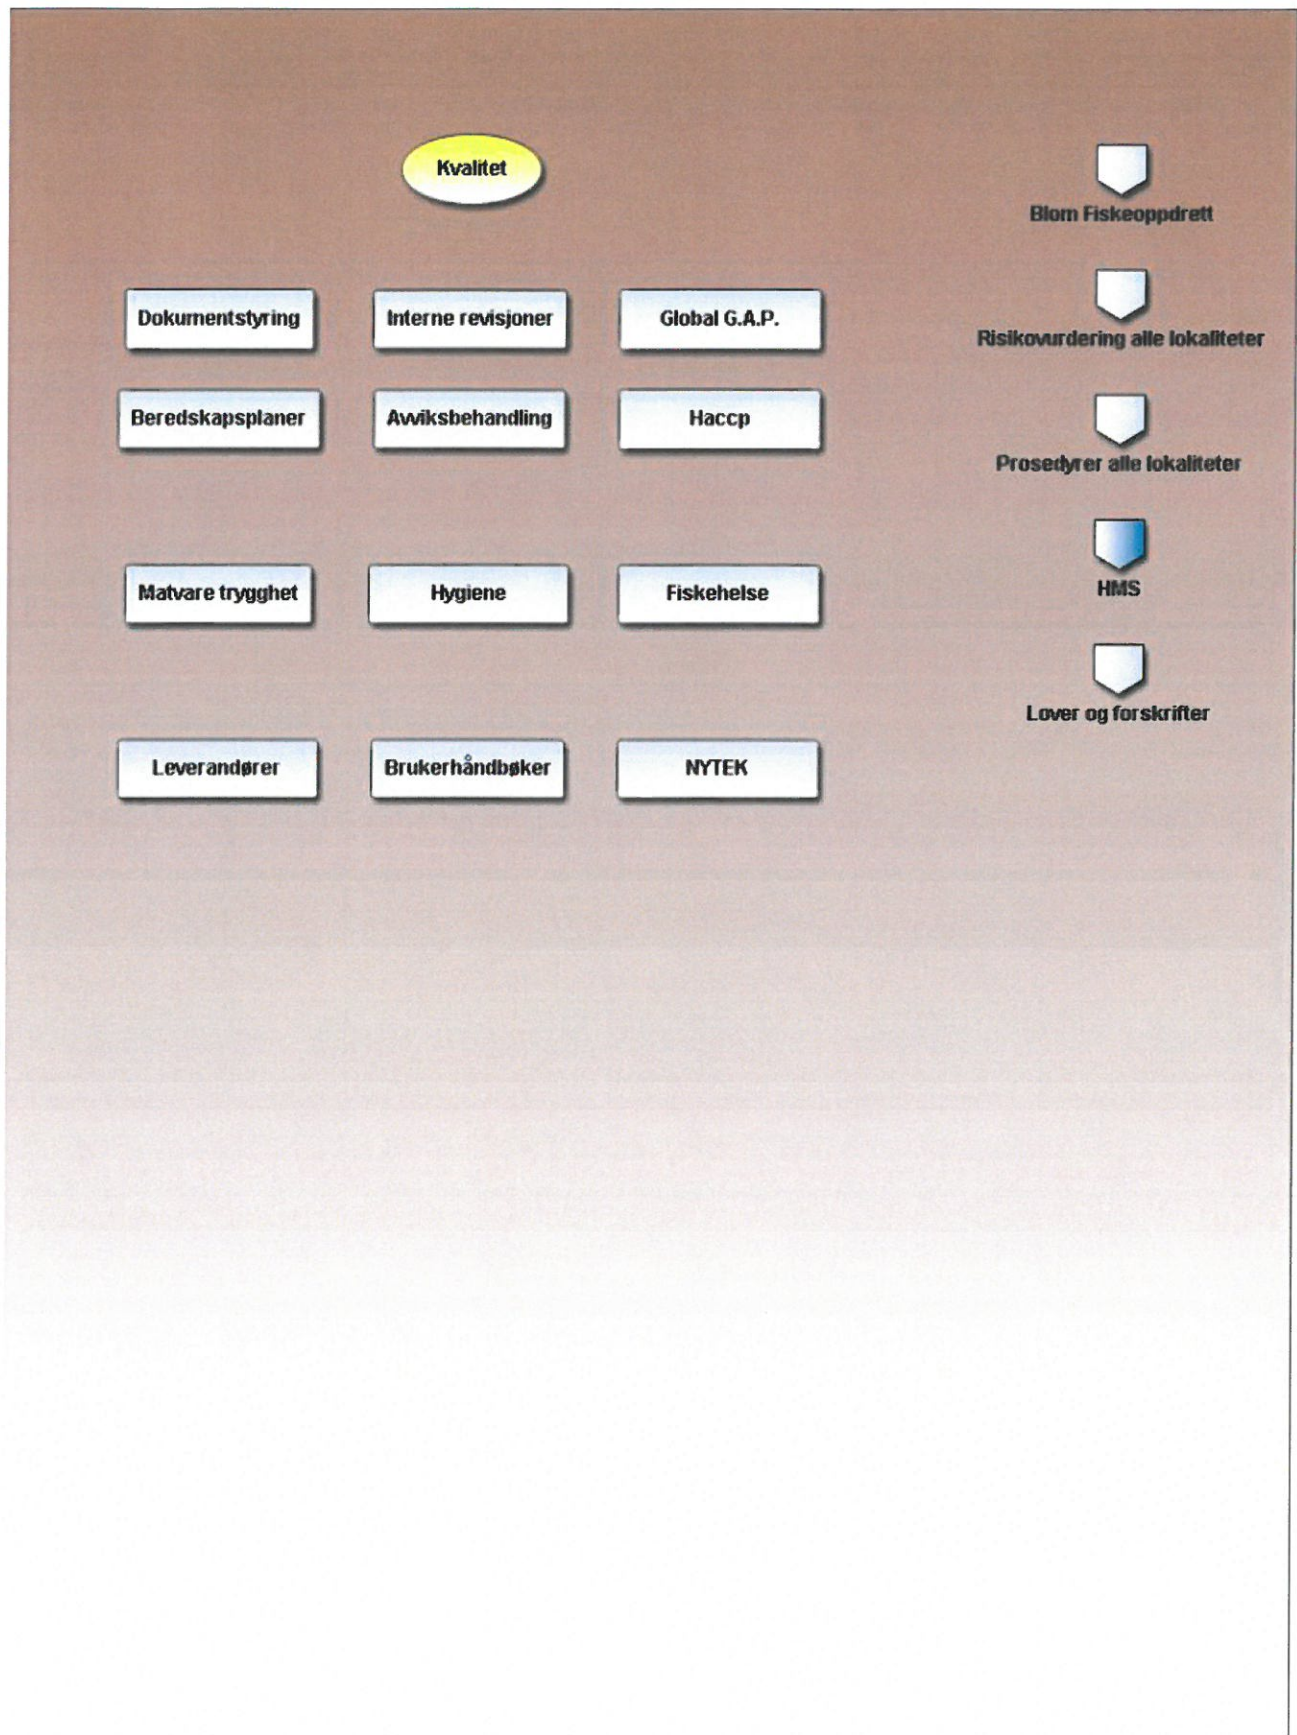 Kvalitet
Blom Fiskeoppdrett
Dokumentstyring
Interne revisjoner
Global G.A.P.
Risikovurdering alle lokaliteter
Beredskapsplaner
Avviksbehandling
Haccp
Prosedyrer alle lokaliteter
Matvare trygghet
Hygiene
Fiskehelse
HMS
Lover og forskrifter
Leverandører
Brukerhåndbøker
NYTEK